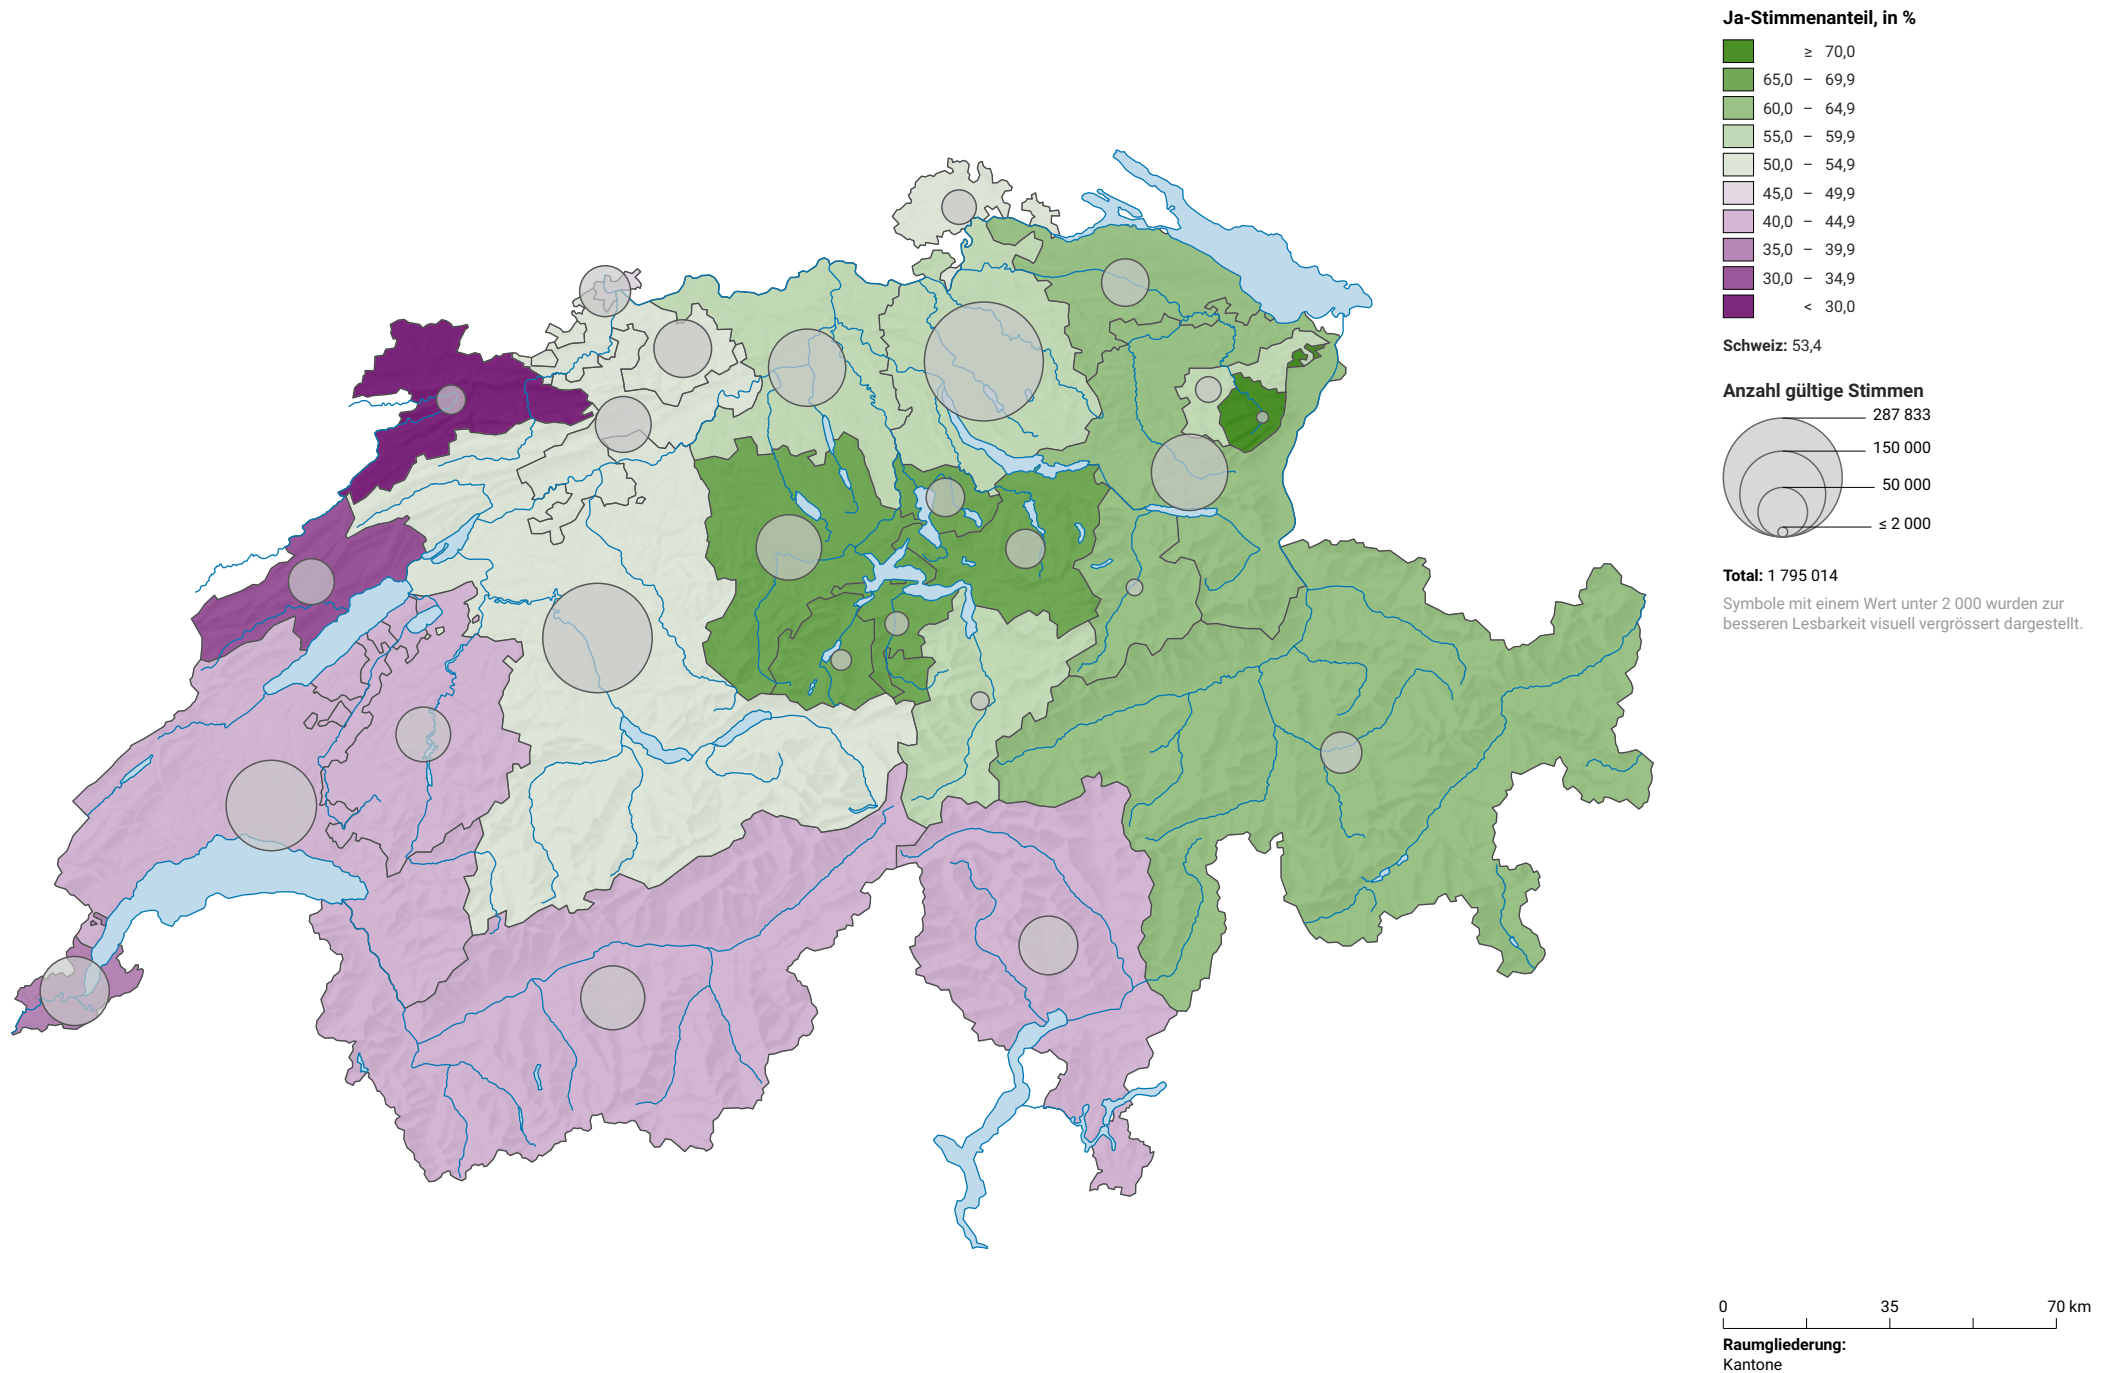 Ja-Stimmenanteil, in %
≥ 70,0
65,0 – 69,9
60,0 – 64,9
55,0 – 59,9
50,0 – 54,9
45,0 – 49,9
40,0 – 44,9
35,0 – 39,9
30,0 – 34,9
< 30,0
Schweiz: 53,4
Anzahl gültige Stimmen
287 833
150 000
50 000
≤ 2 000
Total: 1 795 014
Symbole mit einem Wert unter 2 000 wurden zur
besseren Lesbarkeit visuell vergrössert dargestellt.
0 35 70 km
Raumgliederung:
Kantone